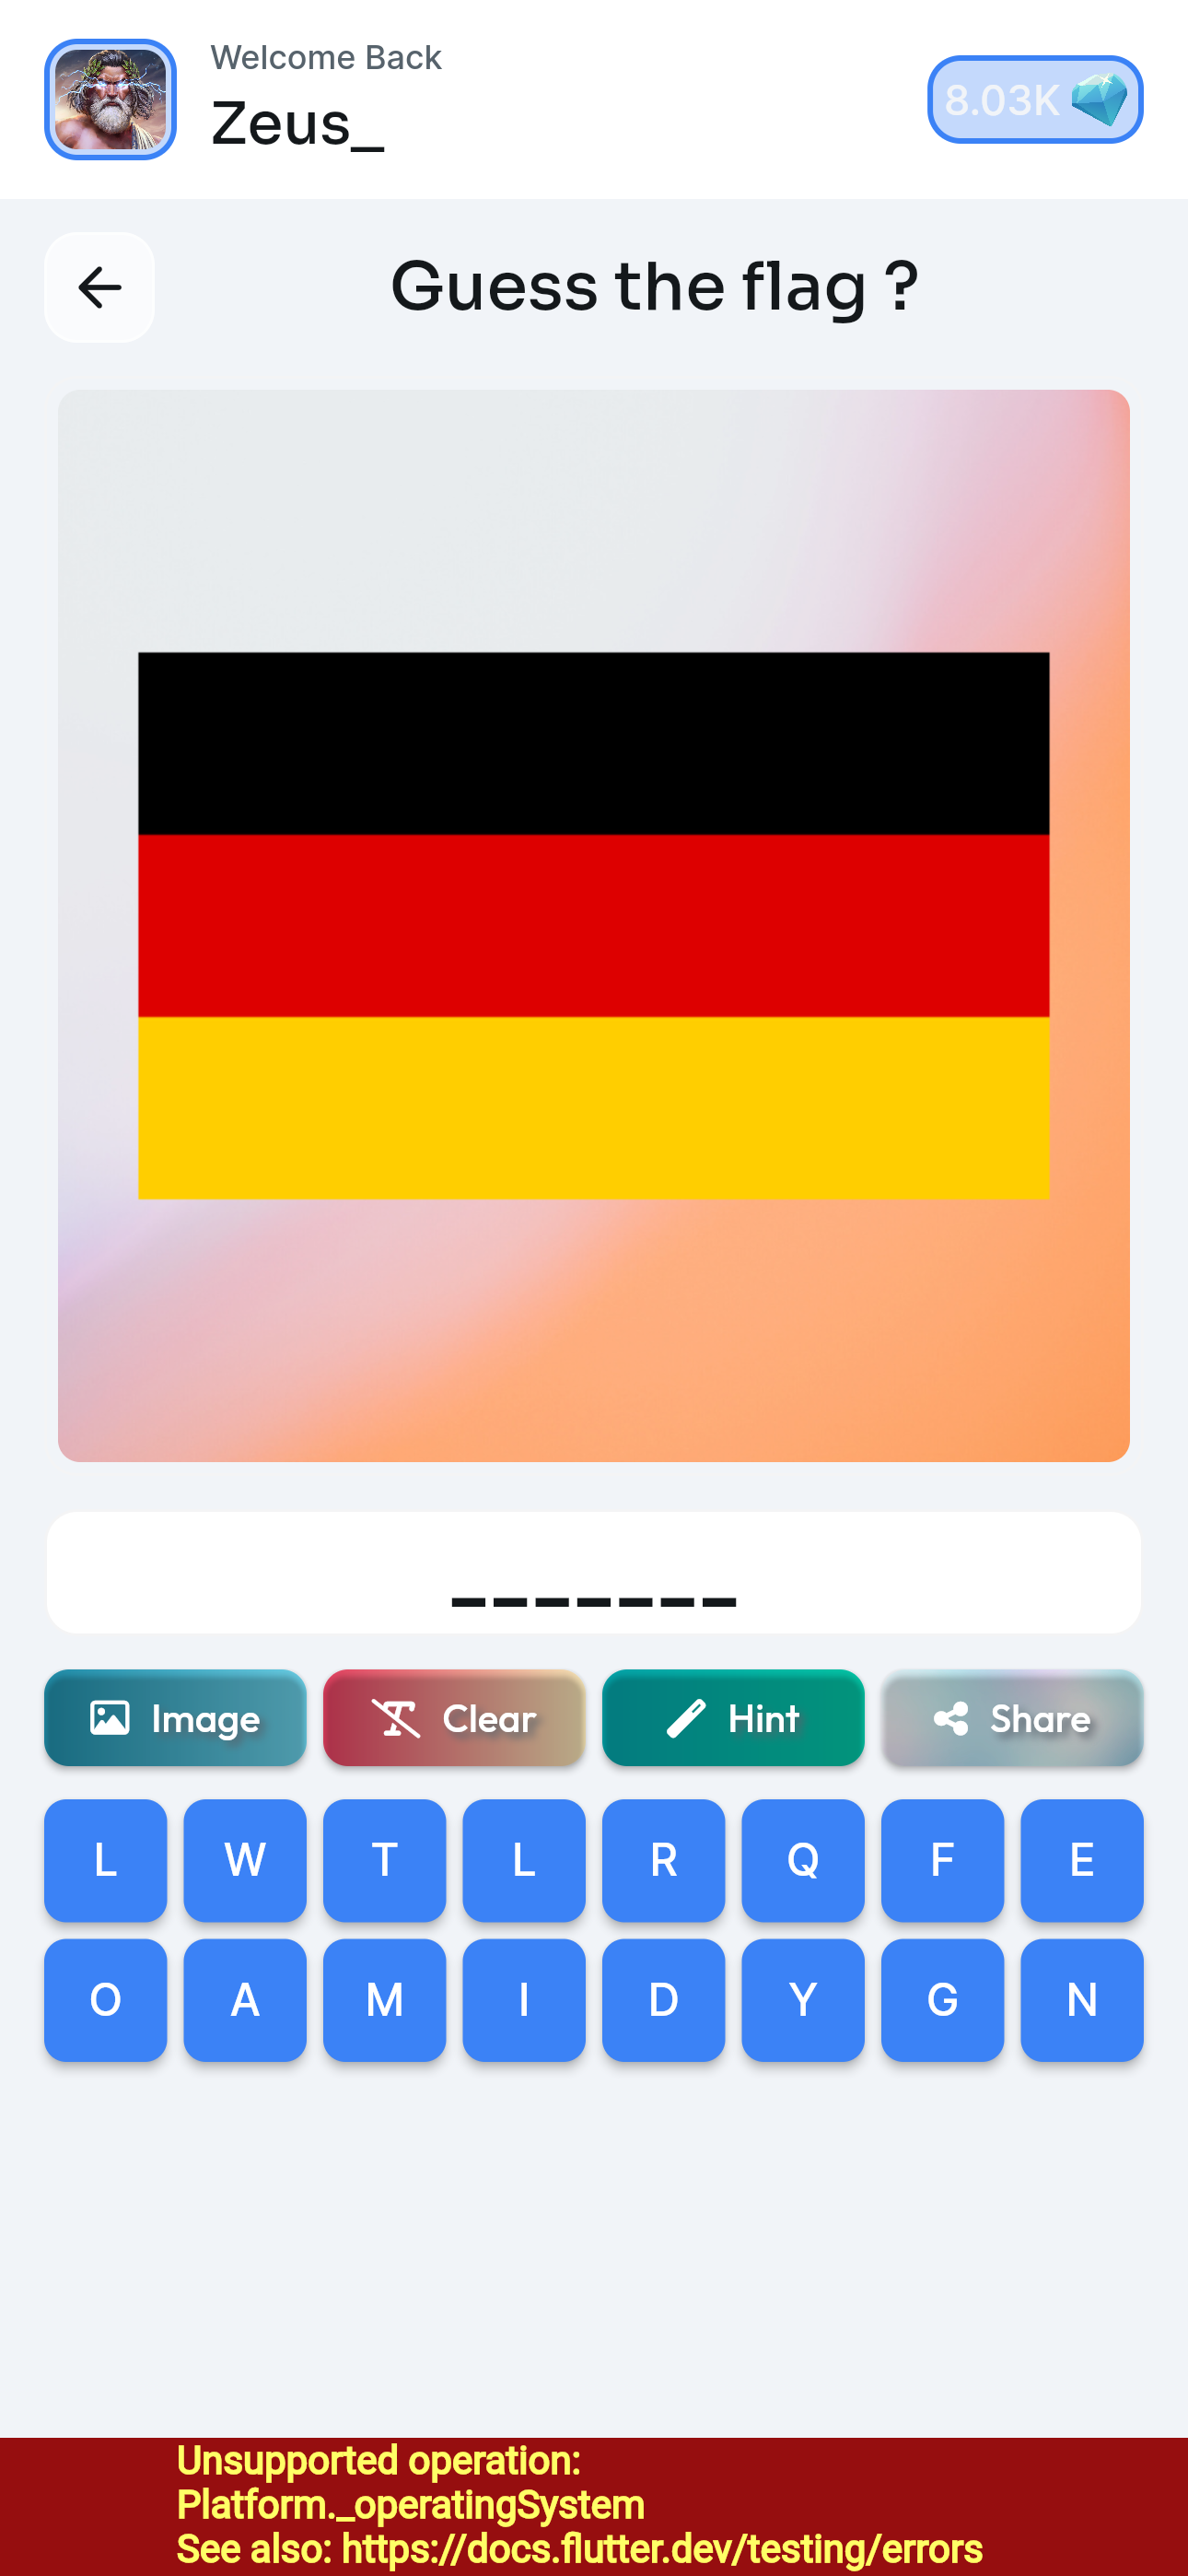 Welcome Back
Zeus_
8.03K
Guess the flag ?
_______
Image Clear Hint Share
L W T L R Q F E
O A M I D Y G N
Unsupported operation:
Platform._operatingSystem
See also: https://docs.flutter.dev/testing/errors